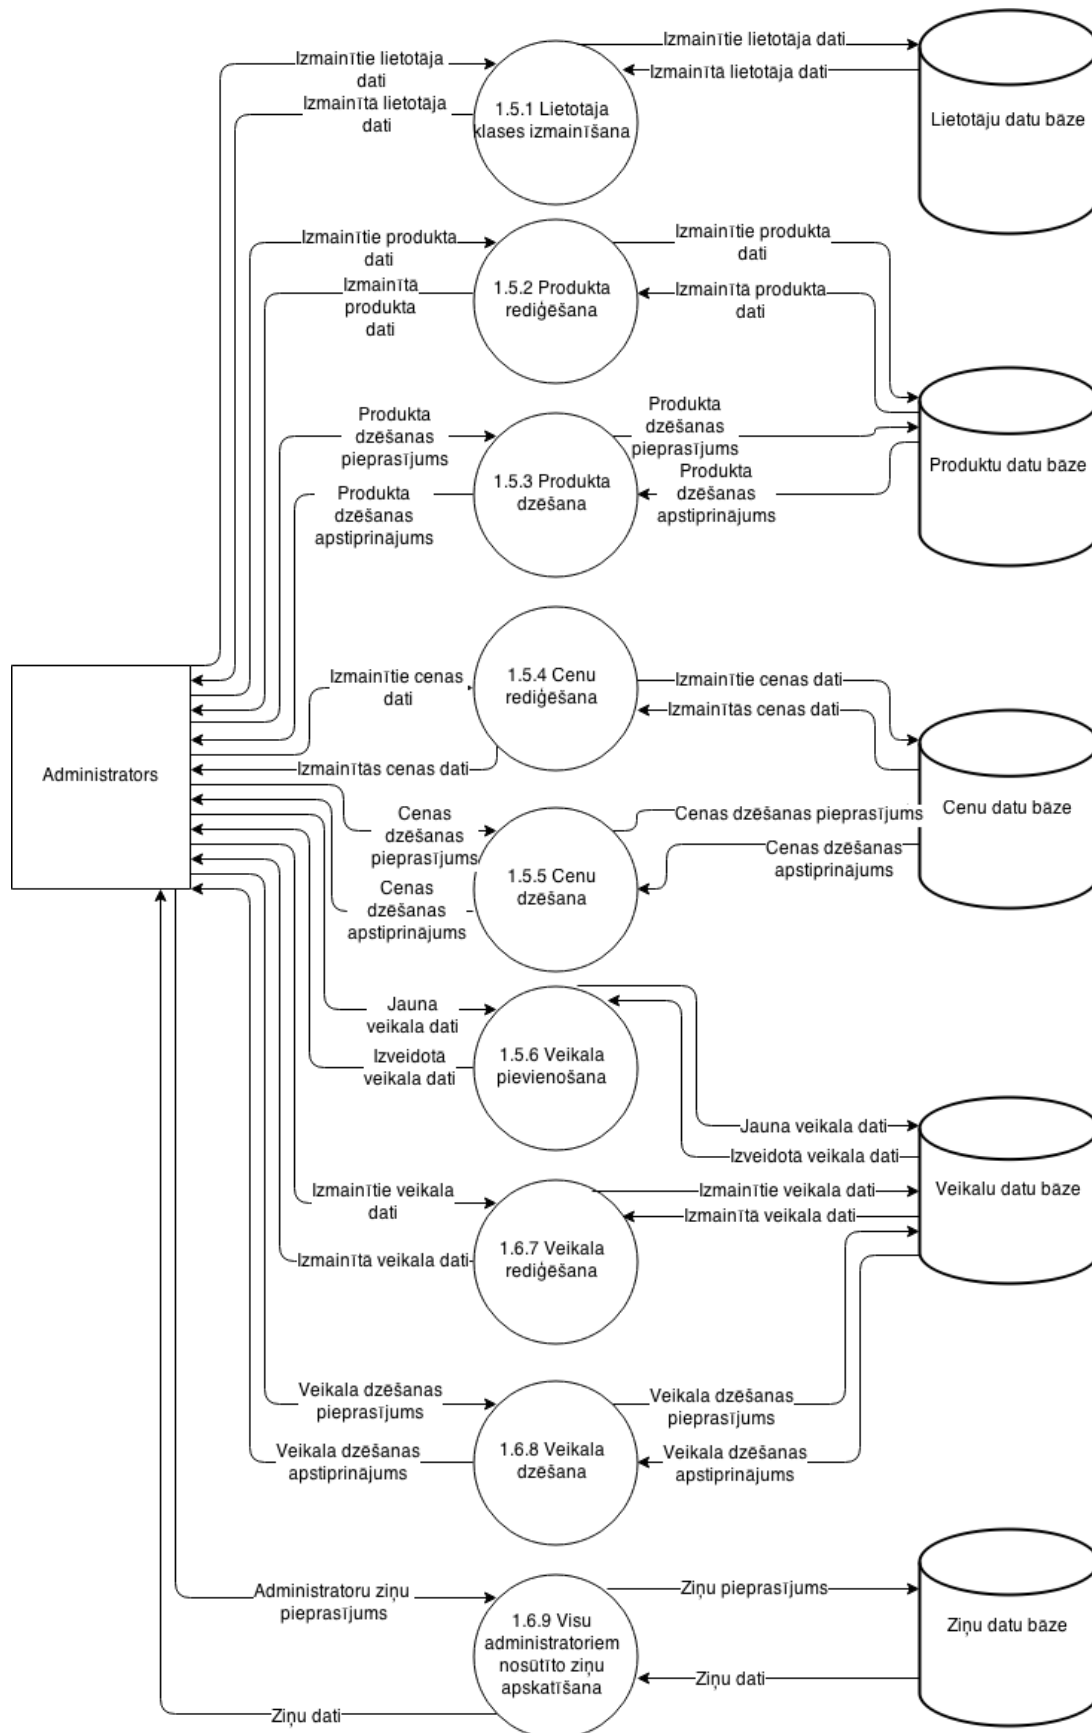 Izmainītie lietotāja dati
Izmainītā lietotāja dati
Izmainītie lietotāja
dati
Izmainītā lietotāja
dati
1.5.1 Lietotāja
klases izmainīšana
Lietotāju datu bāze
Izmainītie produkta
dati
Izmainītā
produkta
dati
1.5.2 Produkta
rediģēšana
Izmainītie produkta
dati
Izmainītā produkta
dati
Produkta
dzēšanas
pieprasījums
Produkta
dzēšanas
apstiprinājums
1.5.3 Produkta
dzēšana
Produkta
dzēšanas
pieprasījums
Produkta
dzēšanas
apstiprinājums
Produktu datu bāze
Administrators
Izmainītie cenas
dati
Izmainītās cenas dati
1.5.4 Cenu
rediģēšana
Izmainītie cenas dati
Izmainītās cenas dati
Cenas
dzēšanas
pieprasījums
Cenas
dzēšanas
apstiprinājums
1.5.5 Cenu
dzēšana
Cenas dzēšanas pieprasījums
Cenas dzēšanas
apstiprinājums
Cenu datu bāze
Jauna
veikala dati
Izveidotā
veikala dati
1.5.6 Veikala
pievienošana
Jauna veikala dati
Izveidotā veikala dati
Izmainītie veikala
dati
Izmainītā veikala dati
1.6.7 Veikala
rediģēšana
Izmainītie veikala dati
Izmainītā veikala dati
Veikalu datu bāze
Veikala dzēšanas
pieprasījums
Veikala dzēšanas
apstiprinājums
1.6.8 Veikala
dzēšana
Veikala dzēšanas
pieprasījums
Veikala dzēšanas
apstiprinājums
Administratoru ziņu
pieprasījums
Ziņu dati
1.6.9 Visu
administratoriem
nosūtīto ziņu
apskatīšana
Ziņu pieprasījums
Ziņu dati
Ziņu datu bāze